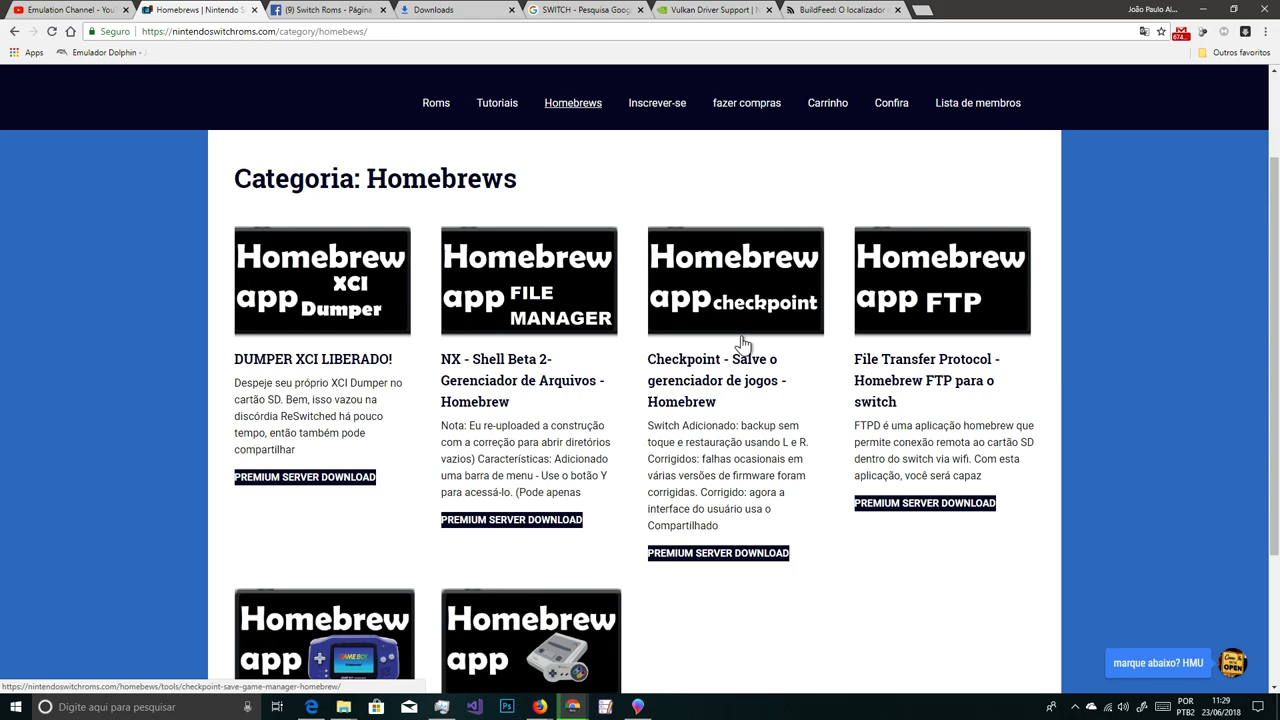 Emulation Channel - You
Homebrews | Nintendo S
(9) Switch Roms - Página
Downloads
SWITCH - Pesquisa Goog
Vulkan Driver Support | N
BuildFeed: O localizador
João Paulo Al...
Seguro
https://nintendoswitchroms.com/category/homebews/
674...
Apps
Emulador Dolphin -
Outros favoritos
Roms
Tutoriais
Homebrews
Inscrever-se
fazer compras
Carrinho
Confira
Lista de membros
Categoria: Homebrews
Homebrew
app XCI
Dumper
DUMPER XCI LIBERADO!
Despeje seu próprio XCI Dumper no
cartão SD. Bem, isso vazou na
discórdia ReSwitched há pouco
tempo, então também pode
compartilhar
PREMIUM SERVER DOWNLOAD
Homebrew
app FILE
MANAGER
NX - Shell Beta 2-
Gerenciador de Arquivos -
Homebrew
Nota: Eu re-uploaded a construção
com a correção para abrir diretórios
vazios) Características: Adicionado
uma barra de menu - Use o botão Y
para acessá-lo. (Pode apenas
PREMIUM SERVER DOWNLOAD
Homebrew
app checkpoint
Checkpoint - Salve o
gerenciador de jogos -
Homebrew
Switch Adicionado: backup sem
toque e restauração usando L e R.
Corrigidos: falhas ocasionais em
várias versões de firmware foram
corrigidas. Corrigido: agora a
interface do usuário usa o
Compartilhado
PREMIUM SERVER DOWNLOAD
Homebrew
app FTP
File Transfer Protocol -
Homebrew FTP para o
switch
FTPD é uma aplicação homebrew que
permite conexão remota ao cartão SD
dentro do switch via wifi. Com esta
aplicação, você será capaz
PREMIUM SERVER DOWNLOAD
Homebrew
app
GAME BOY
Homebrew
app
marque abaixo? HMU
OPEN
https://nintendoswitchroms.com/homebews/tools/checkpoint-save-game-manager-homebrew/
Digite aqui para pesquisar
POR
PTB2
11:29
23/06/2018